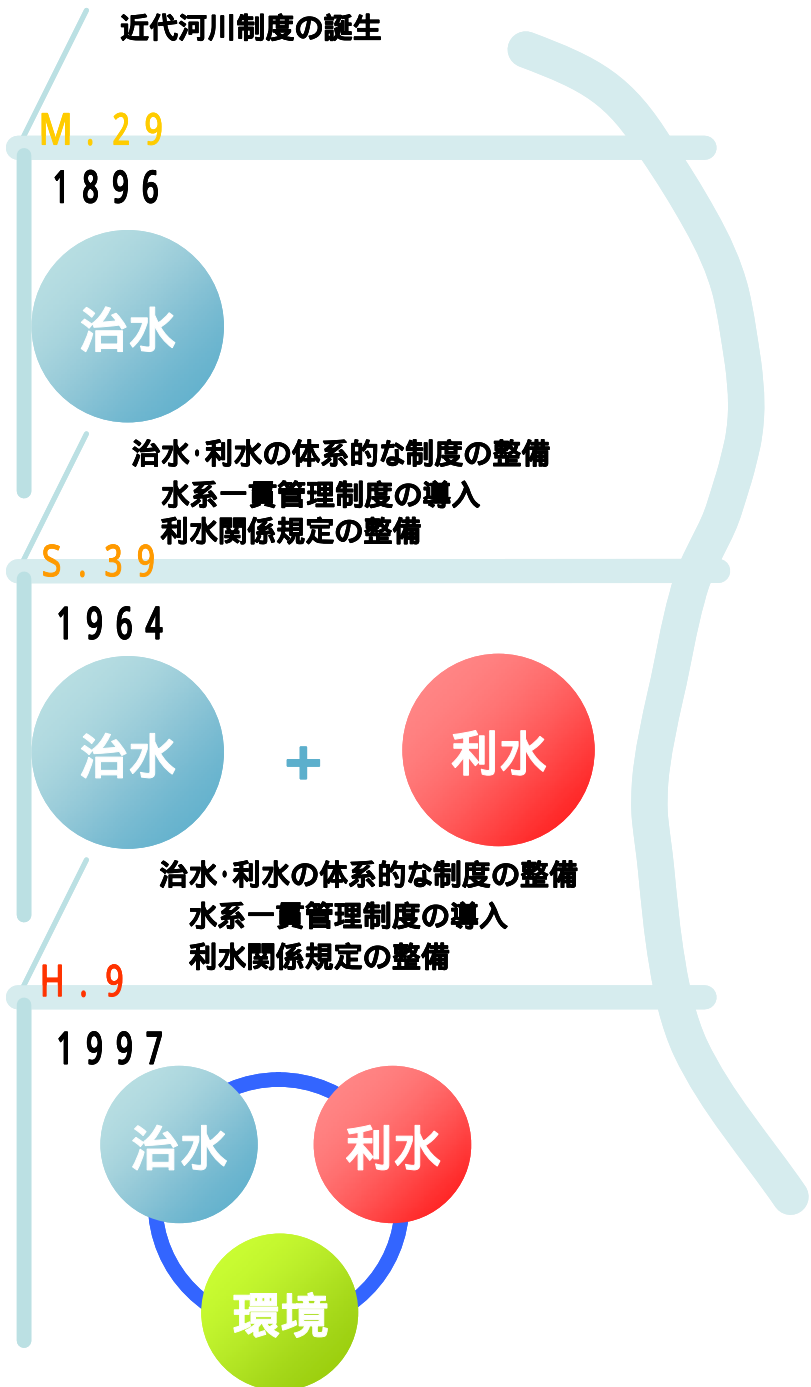 近代河川制度の誕生
M.29
1896
治水
治水・利水の体系的な制度の整備
水系一貫管理制度の導入
利水関係規定の整備
S.39
1964
治水
+
利水
治水・利水の体系的な制度の整備
水系一貫管理制度の導入
利水関係規定の整備
H.9
1997
治水
利水
環境